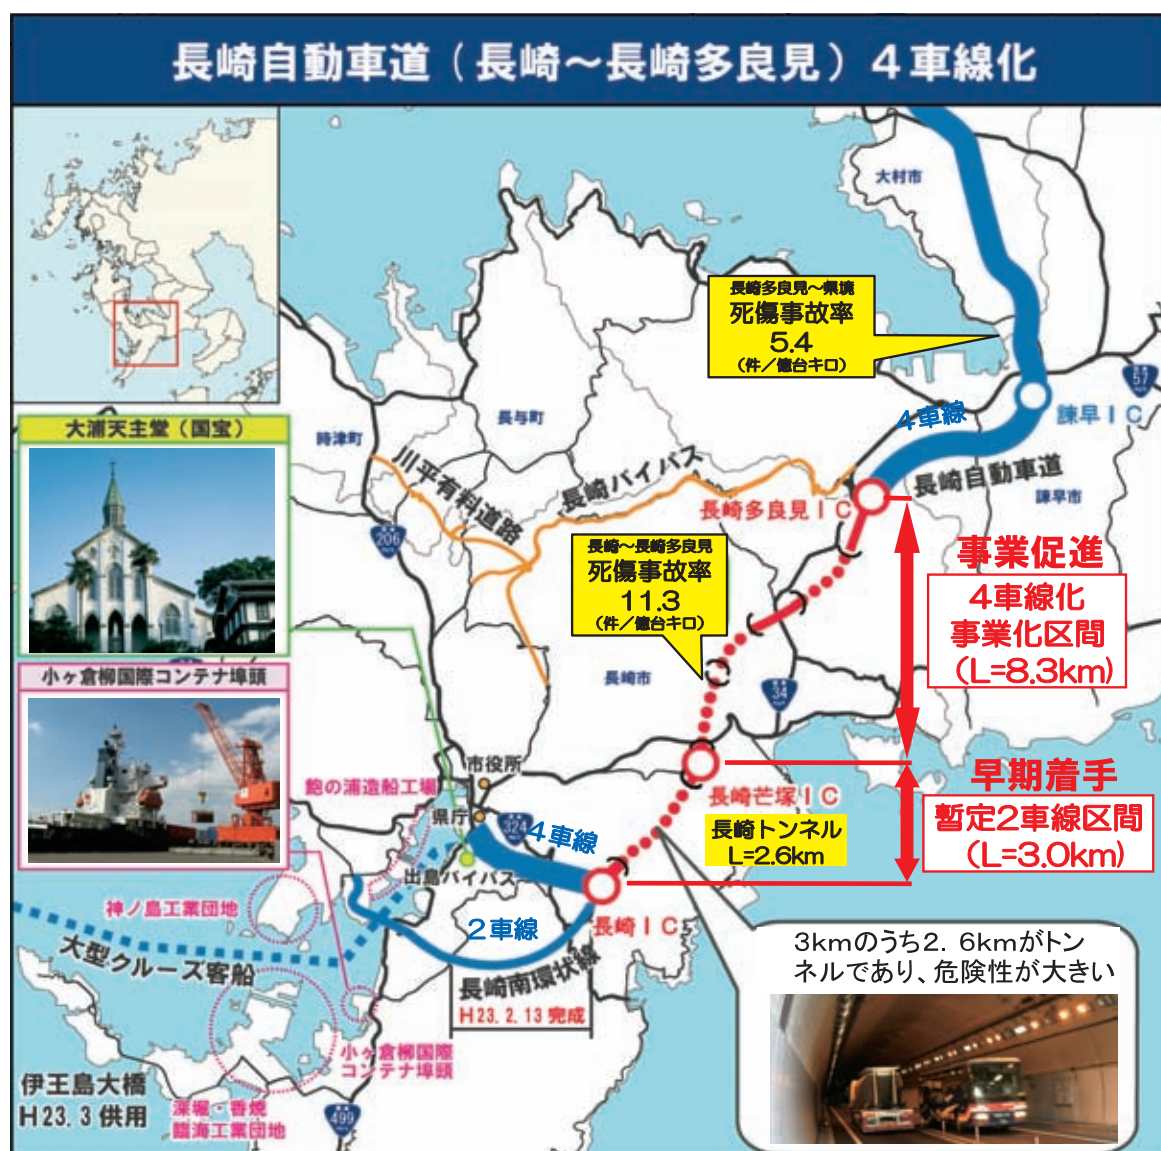 長崎自動車道（長崎～長崎多良見）４車線化
大村市
長崎多良見～県境
死傷事故率
5.4
（件／億台キロ）
57
諫早ＩＣ
4車線
大浦天主堂（国宝）
時津町
長与町
川平有料道路
長崎バイパス
長崎自動車道
諫早市
長崎多良見ＩＣ
206
長崎～長崎多良見
死傷事故率
11.3
（件／億台キロ）
事業促進
4車線化
事業化区間
（L=8.3km）
小ヶ倉柳国際コンテナ埠頭
長崎市
34
市役所
飽の浦造船工場
県庁
324
4車線
長崎芒塚ＩＣ
長崎トンネル
L=2.6km
早期着手
暫定2車線区間
（L=3.0km）
出島バイパス
神ノ島工業団地
2車線
長崎ＩＣ
大型クルーズ客船
長崎南環状線
H23.2.13完成
3kmのうち2．6kmがトン
ネルであり、危険性が大きい
小ヶ倉柳国際
コンテナ埠頭
伊王島大橋
H23.3供用
深堀・香焼
臨海工業団地
499